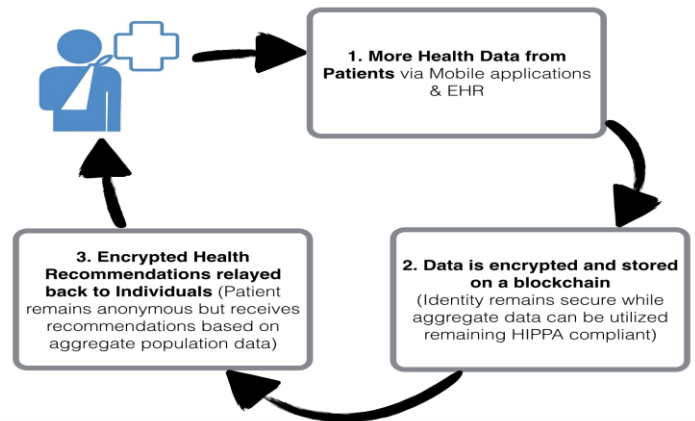 1. More Health Data from
Patients via Mobile applications
& EHR
2. Data is encrypted and stored
on a blockchain
(Identity remains secure while
aggregate data can be utilized
remaining HIPPA compliant)
3. Encrypted Health
Recommendations relayed
back to Individuals (Patient
remains anonymous but receives
recommendations based on
aggregate population data)